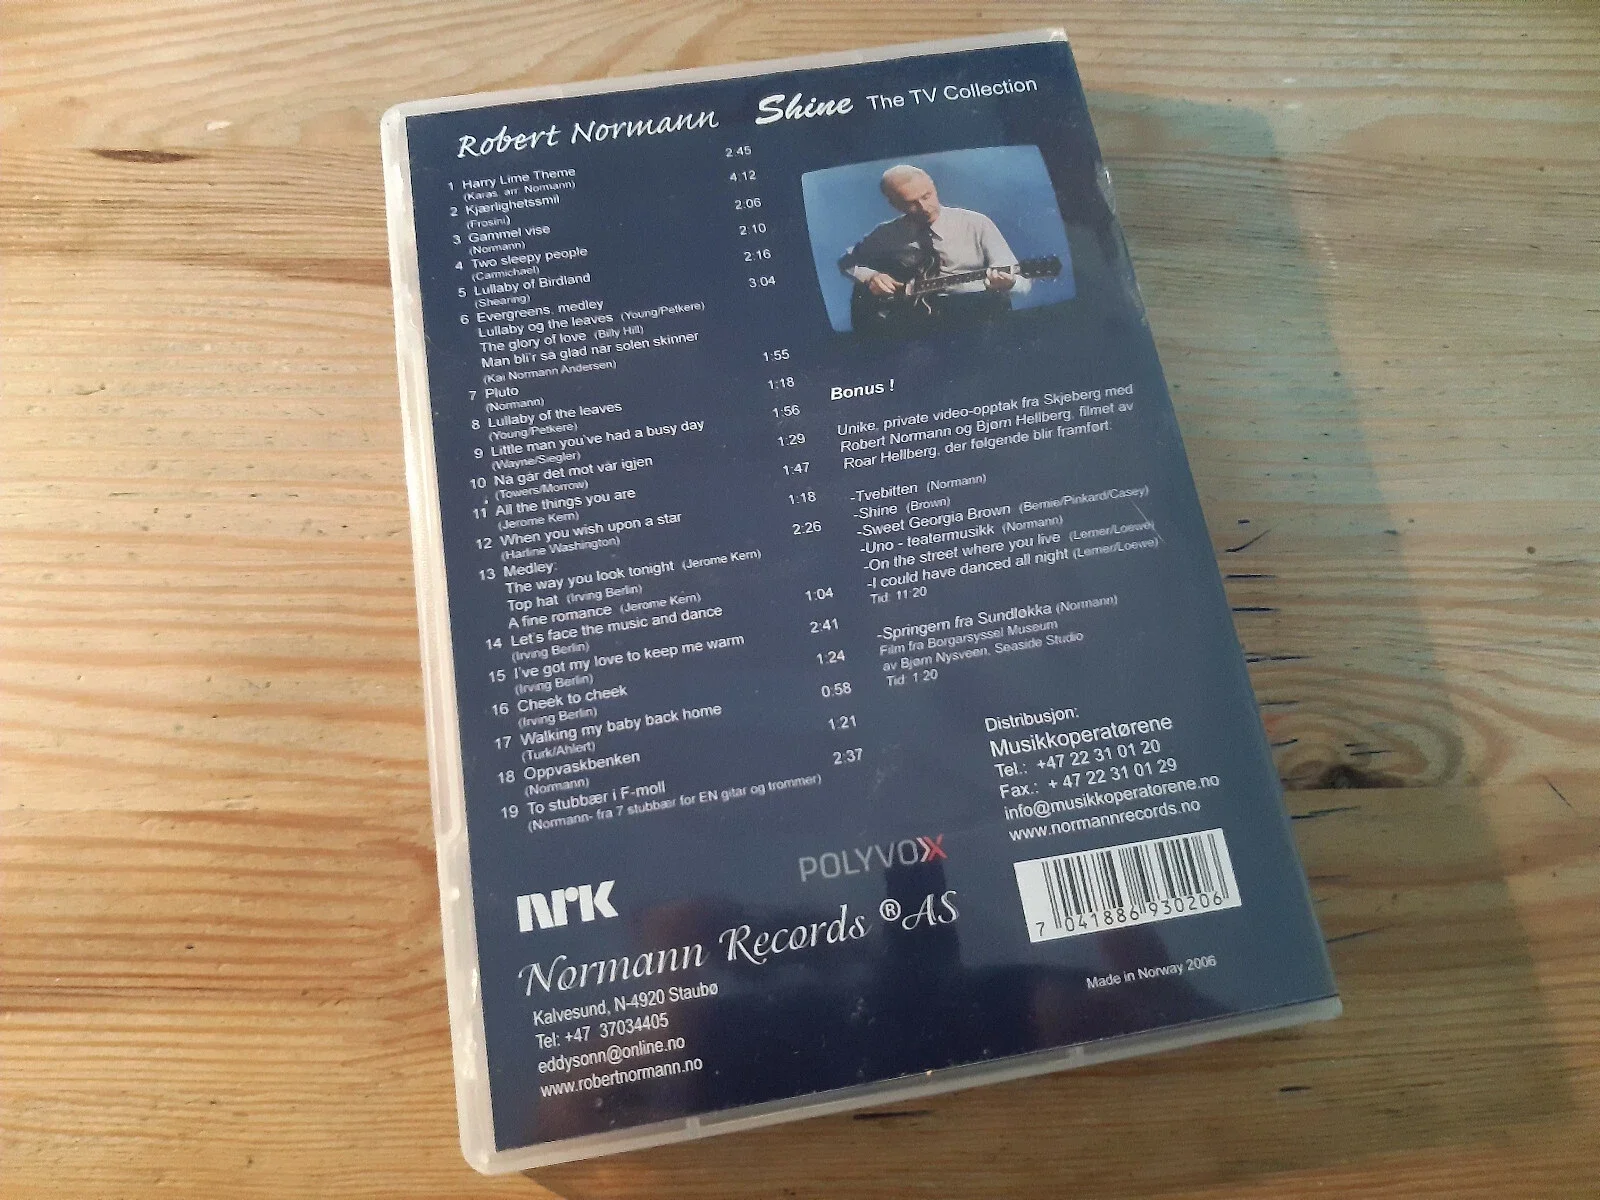 Robert Normann Shine The TV Collection
1 Harry Lime Theme 2:45
(Karas, arr. Normann)
2 Kjærlighetssmil 4:12
(Frosini)
3 Gammel vise 2:06
(Normann)
4 Two sleepy people 2:10
(Carmichael)
5 Lullaby of Birdland 2:16
(Shearing)
6 Evergreens, medley 3:04
Lullaby og the leaves (Young/Petkere)
The glory of love (Billy Hill)
Man bli'r så glad når solen skinner
(Kai Normann Andersen)
7 Pluto 1:55
(Normann)
8 Lullaby of the leaves 1:18
(Young/Petkere)
9 Little man you've had a busy day 1:56
(Wayne/Siegler)
10 Nå går det mot vår igjen 1:29
(Towers/Morrow)
11 All the things you are 1:47
(Jerome Kern)
12 When you wish upon a star 1:18
(Harline Washington)
13 Medley: 2:26
The way you look tonight (Jerome Kern)
Top hat (Irving Berlin)
A fine romance (Jerome Kern)
14 Let's face the music and dance 1:04
(Irving Berlin)
15 I've got my love to keep me warm 2:41
(Irving Berlin)
16 Cheek to cheek 1:24
(Irving Berlin)
17 Walking my baby back home 0:58
(Turk/Ahlert)
18 Oppvaskbenken 1:21
(Normann)
19 To stubbær i F-moll 2:37
(Normann- fra 7 stubbær for EN gitar og trommer)
Bonus !
Unike, private video-opptak fra Skjeberg med
Robert Normann og Bjørn Hellberg, filmet av
Roar Hellberg, der følgende blir framført:
-Tvebitten (Normann)
-Shine (Brown)
-Sweet Georgia Brown (Bernie/Pinkard/Casey)
-Uno - teatermusikk (Normann)
-On the street where you live (Lerner/Loewe)
-I could have danced all night (Lerner/Loewe)
Tid: 11:20
-Springern fra Sundløkka (Normann)
Film fra Borgarsyssel Museum
av Bjørn Nysveen, Seaside Studio
Tid: 1:20
Distribusjon:
Musikkoperatørene
Tel.: +47 22 31 01 20
Fax.: + 47 22 31 01 29
info@musikkoperatorene.no
www.normannrecords.no
POLYVOX
NRK
Normann Records ® AS
Kalvesund, N-4920 Staubø
Tel: +47 37034405
eddysonn@online.no
www.robertnormann.no
7 041886 930206
Made in Norway 2006